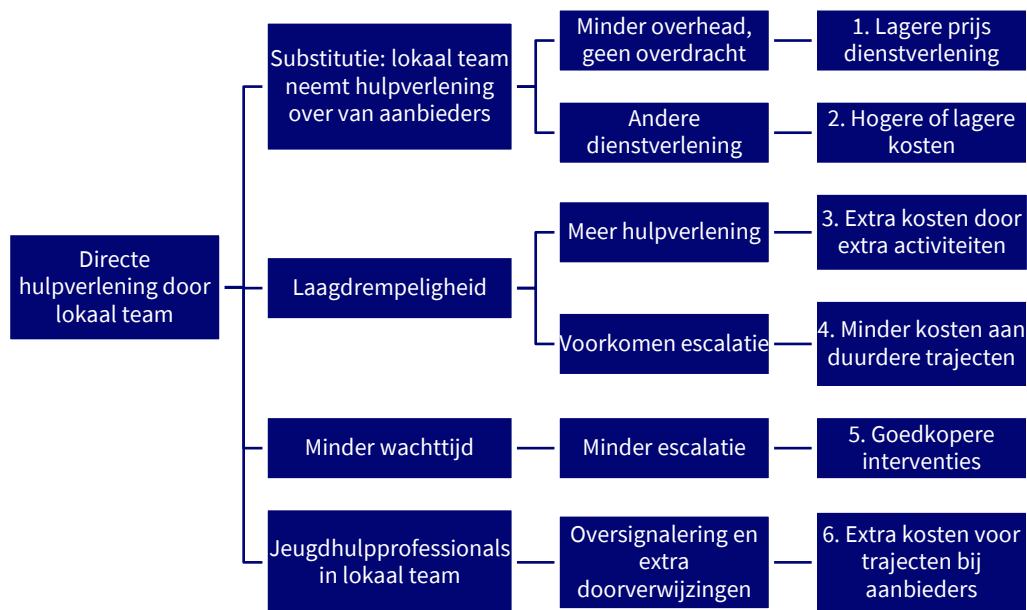 Directe
hulpverlening door
lokaal team
Substitutie: lokaal team
neemt hulpverlening
over van aanbieders
Minder overhead,
geen overdracht
1. Lagere prijs
dienstverlening
Andere
dienstverlening
2. Hogere of lagere
kosten
Laagdrempeligheid
Meer hulpverlening
3. Extra kosten door
extra activiteiten
Voorkomen escalatie
4. Minder kosten aan
duurdere trajecten
Minder wachttijd
Minder escalatie
5. Goedkopere
interventies
Jeugdhulpprofessionals
in lokaal team
Oversignalering en
extra
doorverwijzingen
6. Extra kosten voor
trajecten bij
aanbieders